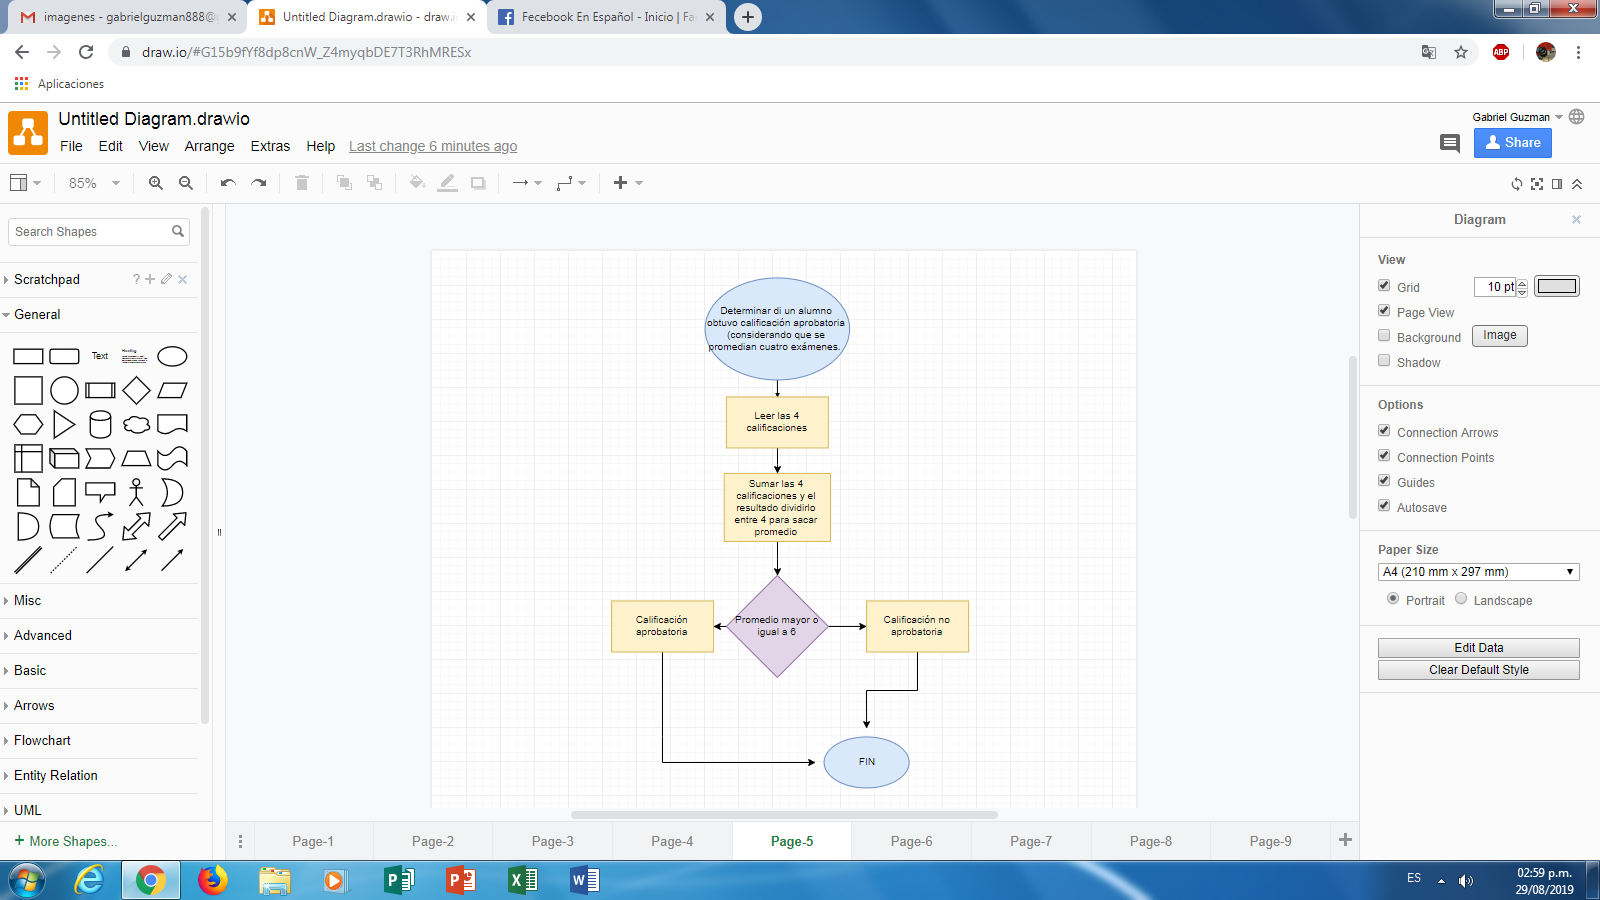 imagenes - gabrielguzman888@
Untitled Diagram.drawio - draw.i
Facebook En Español - Inicio | Fa
draw.io/#G15b9fYf8dp8cnW_Z4myqbDE7T3RhMRESx
ABP
Aplicaciones
Untitled Diagram.drawio
Gabriel Guzman
File Edit View Arrange Extras Help Last change 6 minutes ago
Share
85%
Search Shapes
Diagram
Scratchpad
?
General
Text
Heading
View
Grid
10 pt
Page View
Background
Image
Shadow
Options
Connection Arrows
Connection Points
Guides
Autosave
Paper Size
A4 (210 mm x 297 mm)
Portrait
Landscape
Edit Data
Clear Default Style
Misc
Advanced
Basic
Arrows
Flowchart
Entity Relation
UML
+ More Shapes...
Determinar di un alumno
obtuvo calificación aprobatoria
(considerando que se
promedian cuatro exámenes.
Leer las 4
calificaciones
Sumar las 4
calificaciones y el
resultado dividirlo
entre 4 para sacar
promedio
Calificación
aprobatoria
Promedio mayor o
igual a 6
Calificación no
aprobatoria
FIN
Page-1 Page-2 Page-3 Page-4 Page-5 Page-6 Page-7 Page-8 Page-9
ES
02:59 p.m.
29/08/2019